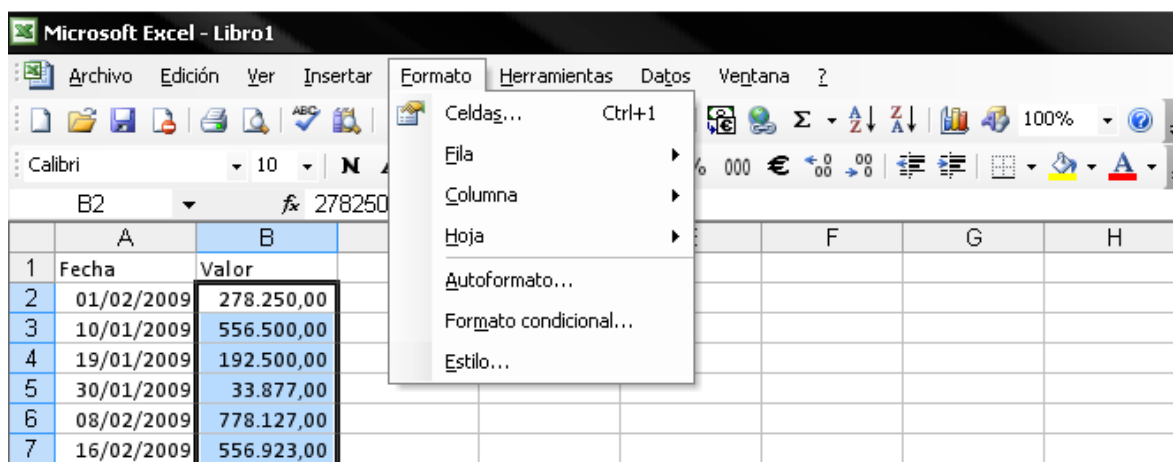 Microsoft Excel - Libro1
Archivo Edición Ver Insertar Formato Herramientas Datos Ventana ?
ABC Celdas... Ctrl+1 Σ A Z Z A 100% ?
Calibri 10 N Fila % 000 € A
B2 fx 278250 Columna
A B Hoja F G H
1 Fecha Valor
2 01/02/2009 278.250,00 Autoformato...
3 10/01/2009 556.500,00 Formato condicional...
4 19/01/2009 192.500,00 Estilo...
5 30/01/2009 33.877,00
6 08/02/2009 778.127,00
7 16/02/2009 556.923,00